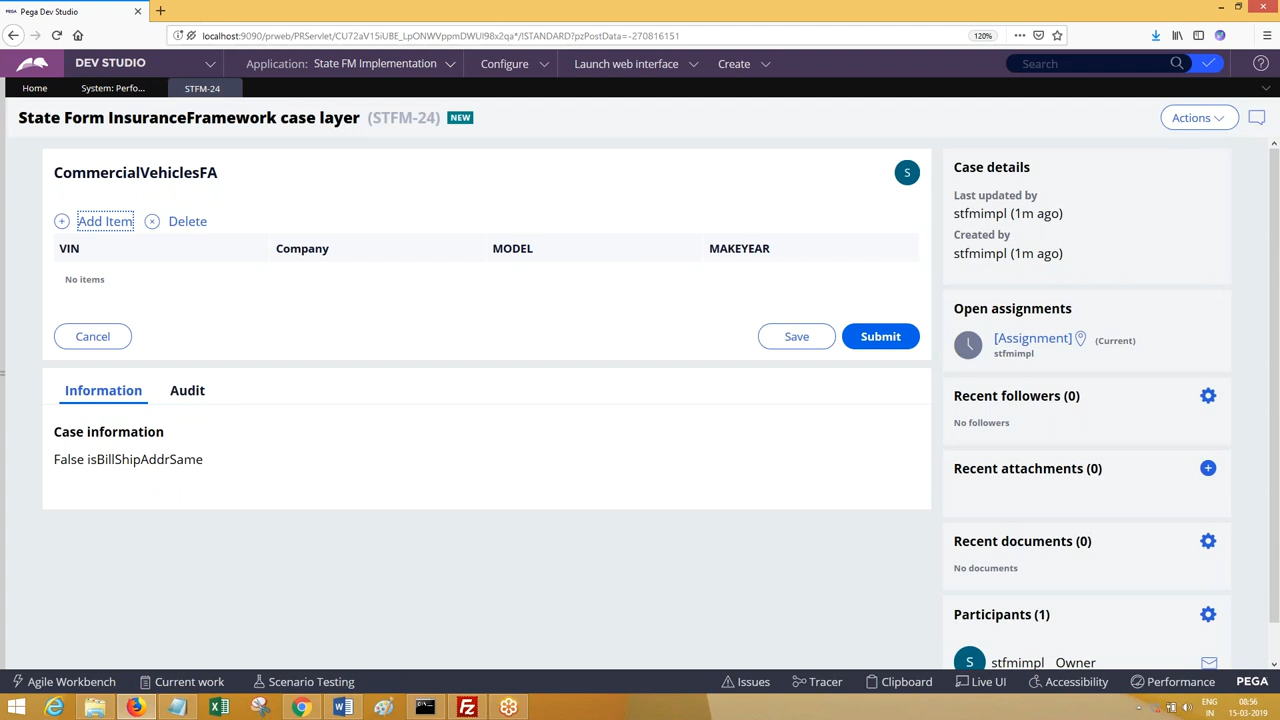 Pega Dev Studio
localhost:9090/prweb/PRServlet/CU72aV15iUBE_LpONWVppmDWUI98x2qa*/!STANDARD?pzPostData=-270816151
120%
DEV STUDIO
Application: State FM Implementation
Configure
Launch web interface
Create
Search
Home
System: Perfo...
STFM-24
State Form InsuranceFramework case layer (STFM-24) NEW
Actions
CommercialVehiclesFA
S
Add Item
Delete
VIN
Company
MODEL
MAKEYEAR
No items
Cancel
Save
Submit
Information
Audit
Case information
False isBillShipAddrSame
Case details
Last updated by
stfmimpl (1m ago)
Created by
stfmimpl (1m ago)
Open assignments
[Assignment] (Current)
stfmimpl
Recent followers (0)
No followers
Recent attachments (0)
Recent documents (0)
No documents
Participants (1)
S
stfmimpl Owner
Agile Workbench
Current work
Scenario Testing
Issues
Tracer
Clipboard
Live UI
Accessibility
Performance
PEGA
ENG
IN
08:56
15-03-2019